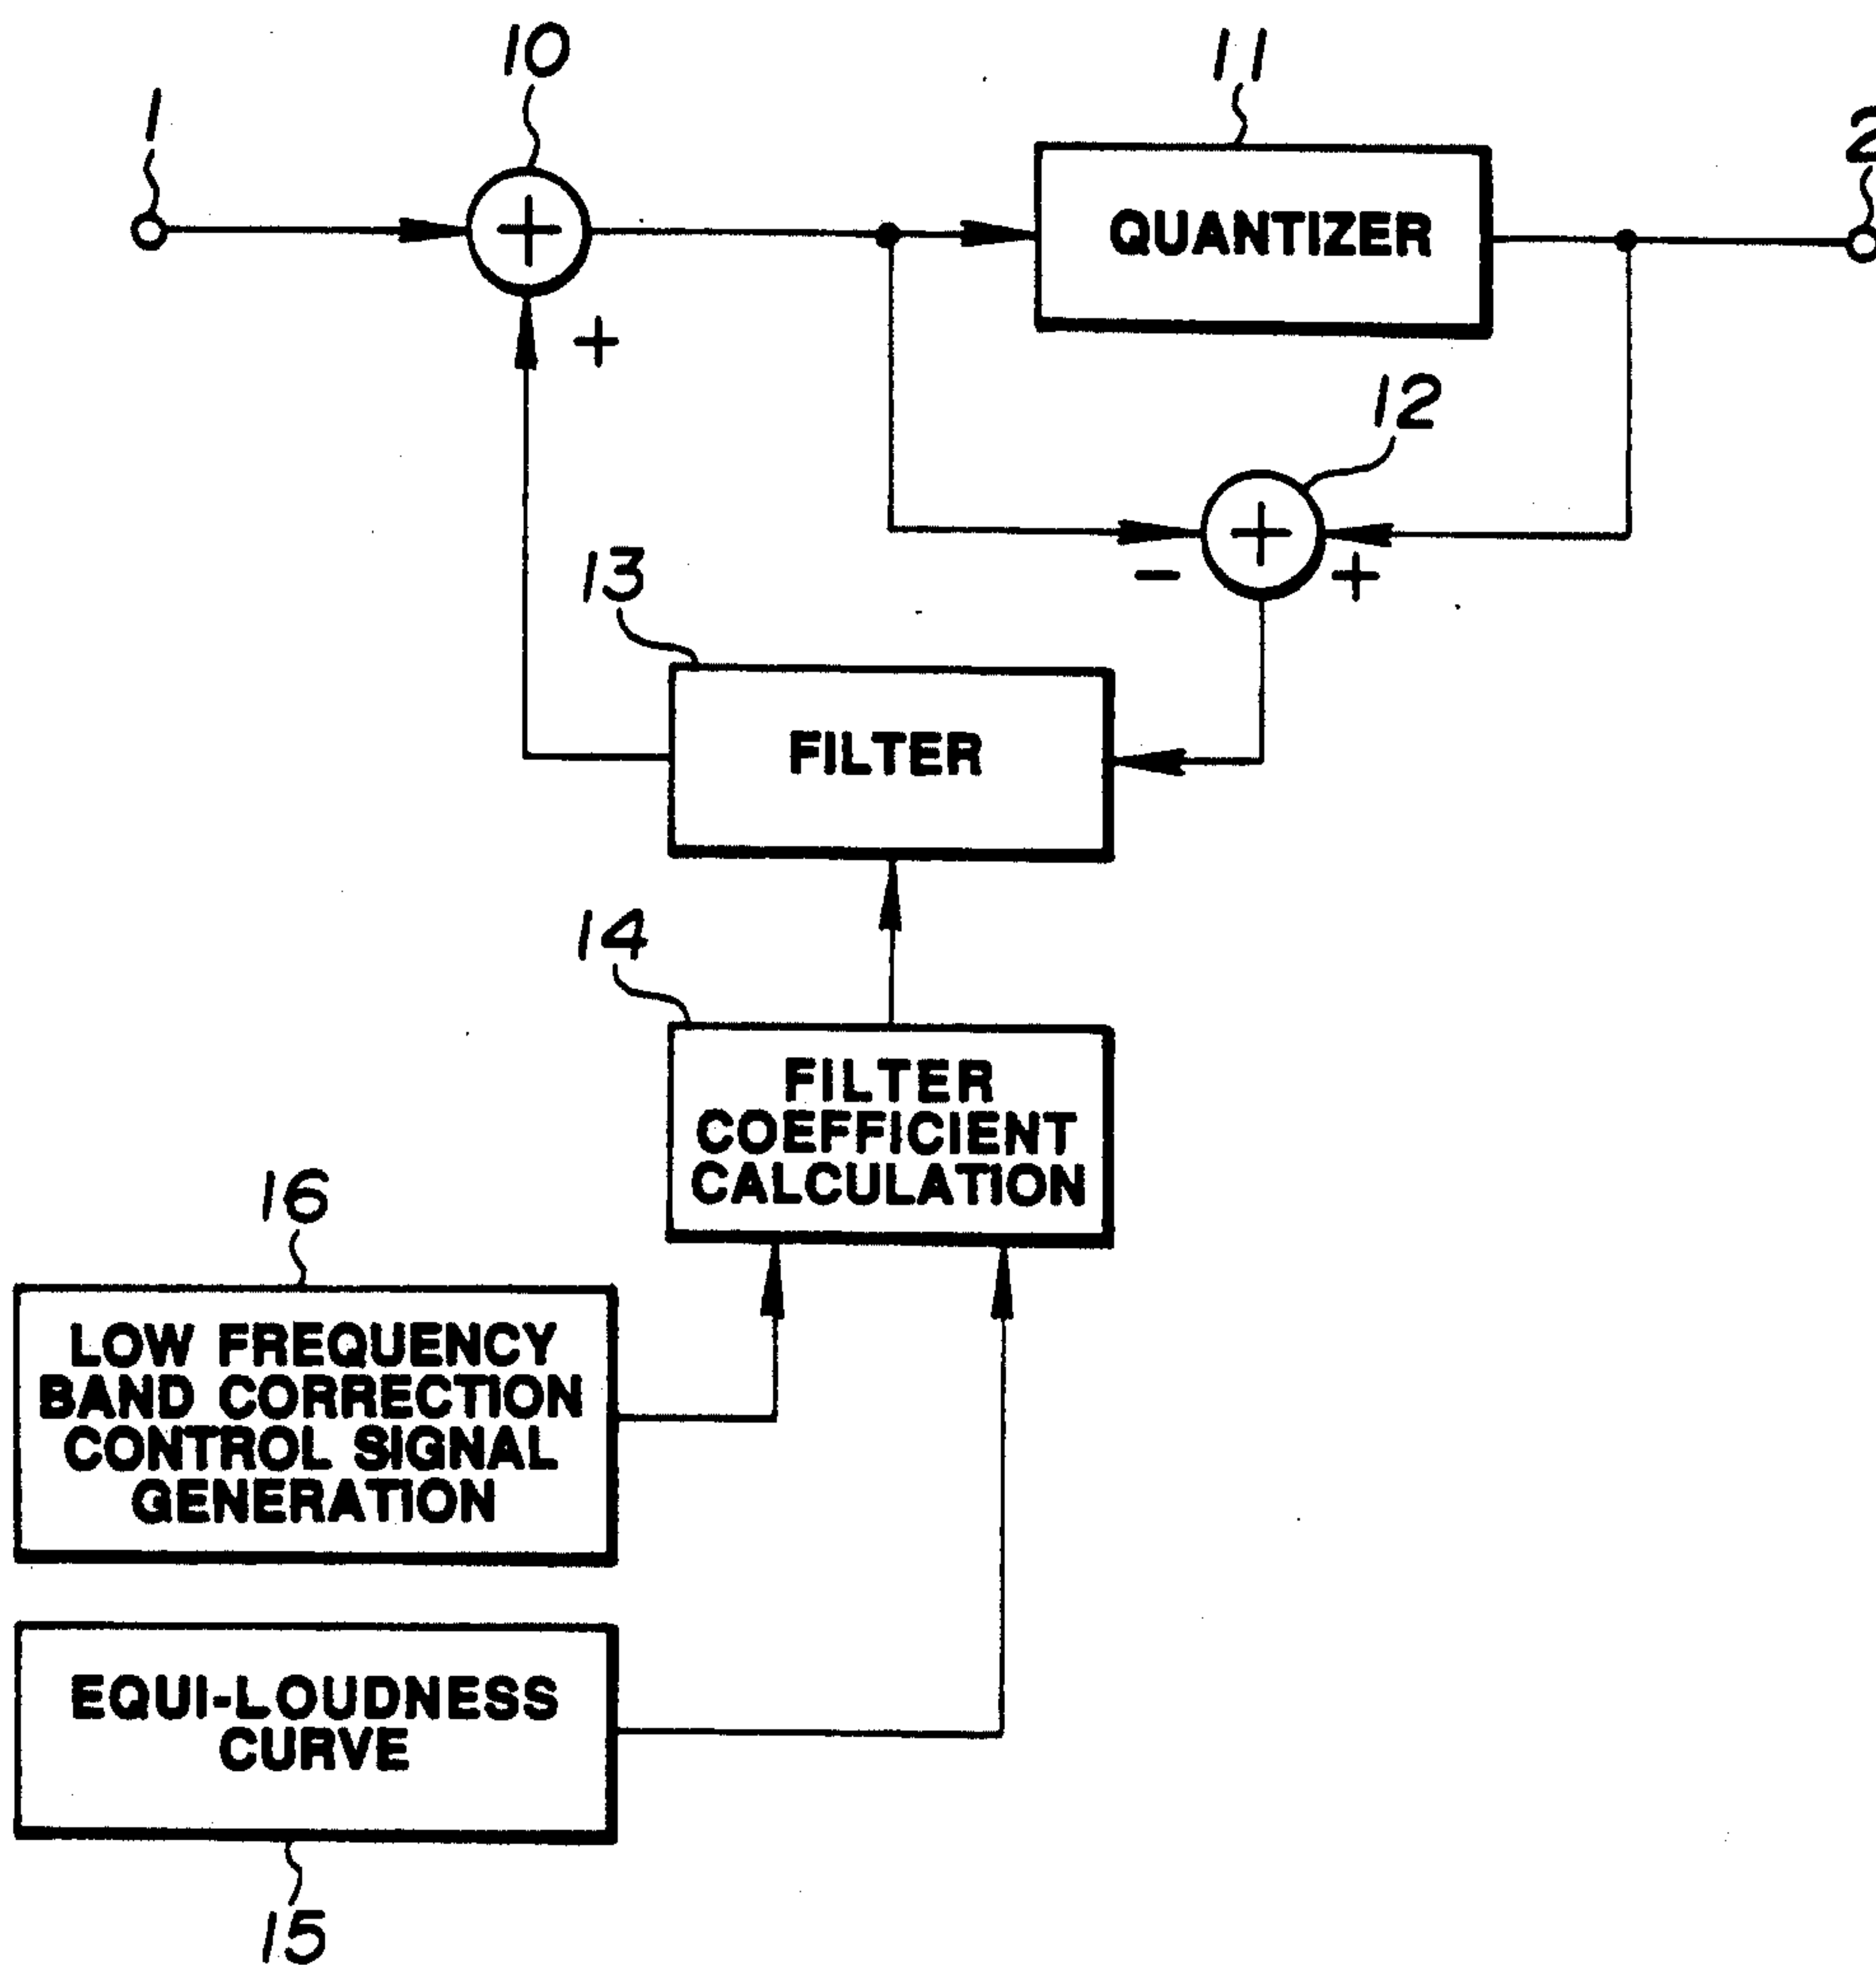 10
11
1
2
+
QUANTIZER
+
12
+
13
-
+
FILTER
14
FILTER
COEFFICIENT
CALCULATION
16
LOW FREQUENCY
BAND CORRECTION
CONTROL SIGNAL
GENERATION
EQUI-LOUDNESS
CURVE
15